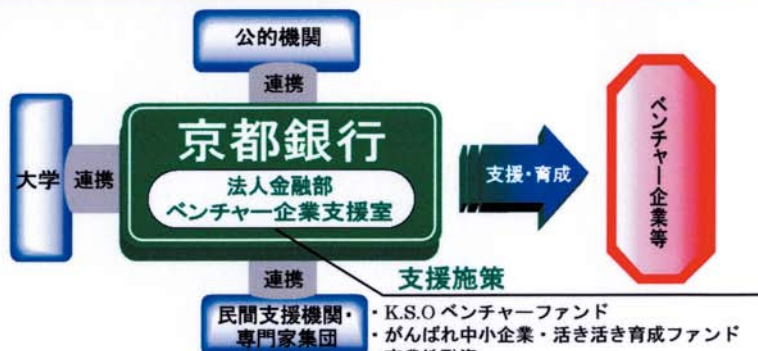 公的機関
連携
大学
連携
京都銀行
法人金融部
ベンチャー企業支援室
支援・育成
ベンチャー企業等
連携
民間支援機関・
専門家集団
支援施策
・K.S.O ベンチャーファンド
・がんばれ中小企業・活き活き育成ファンド